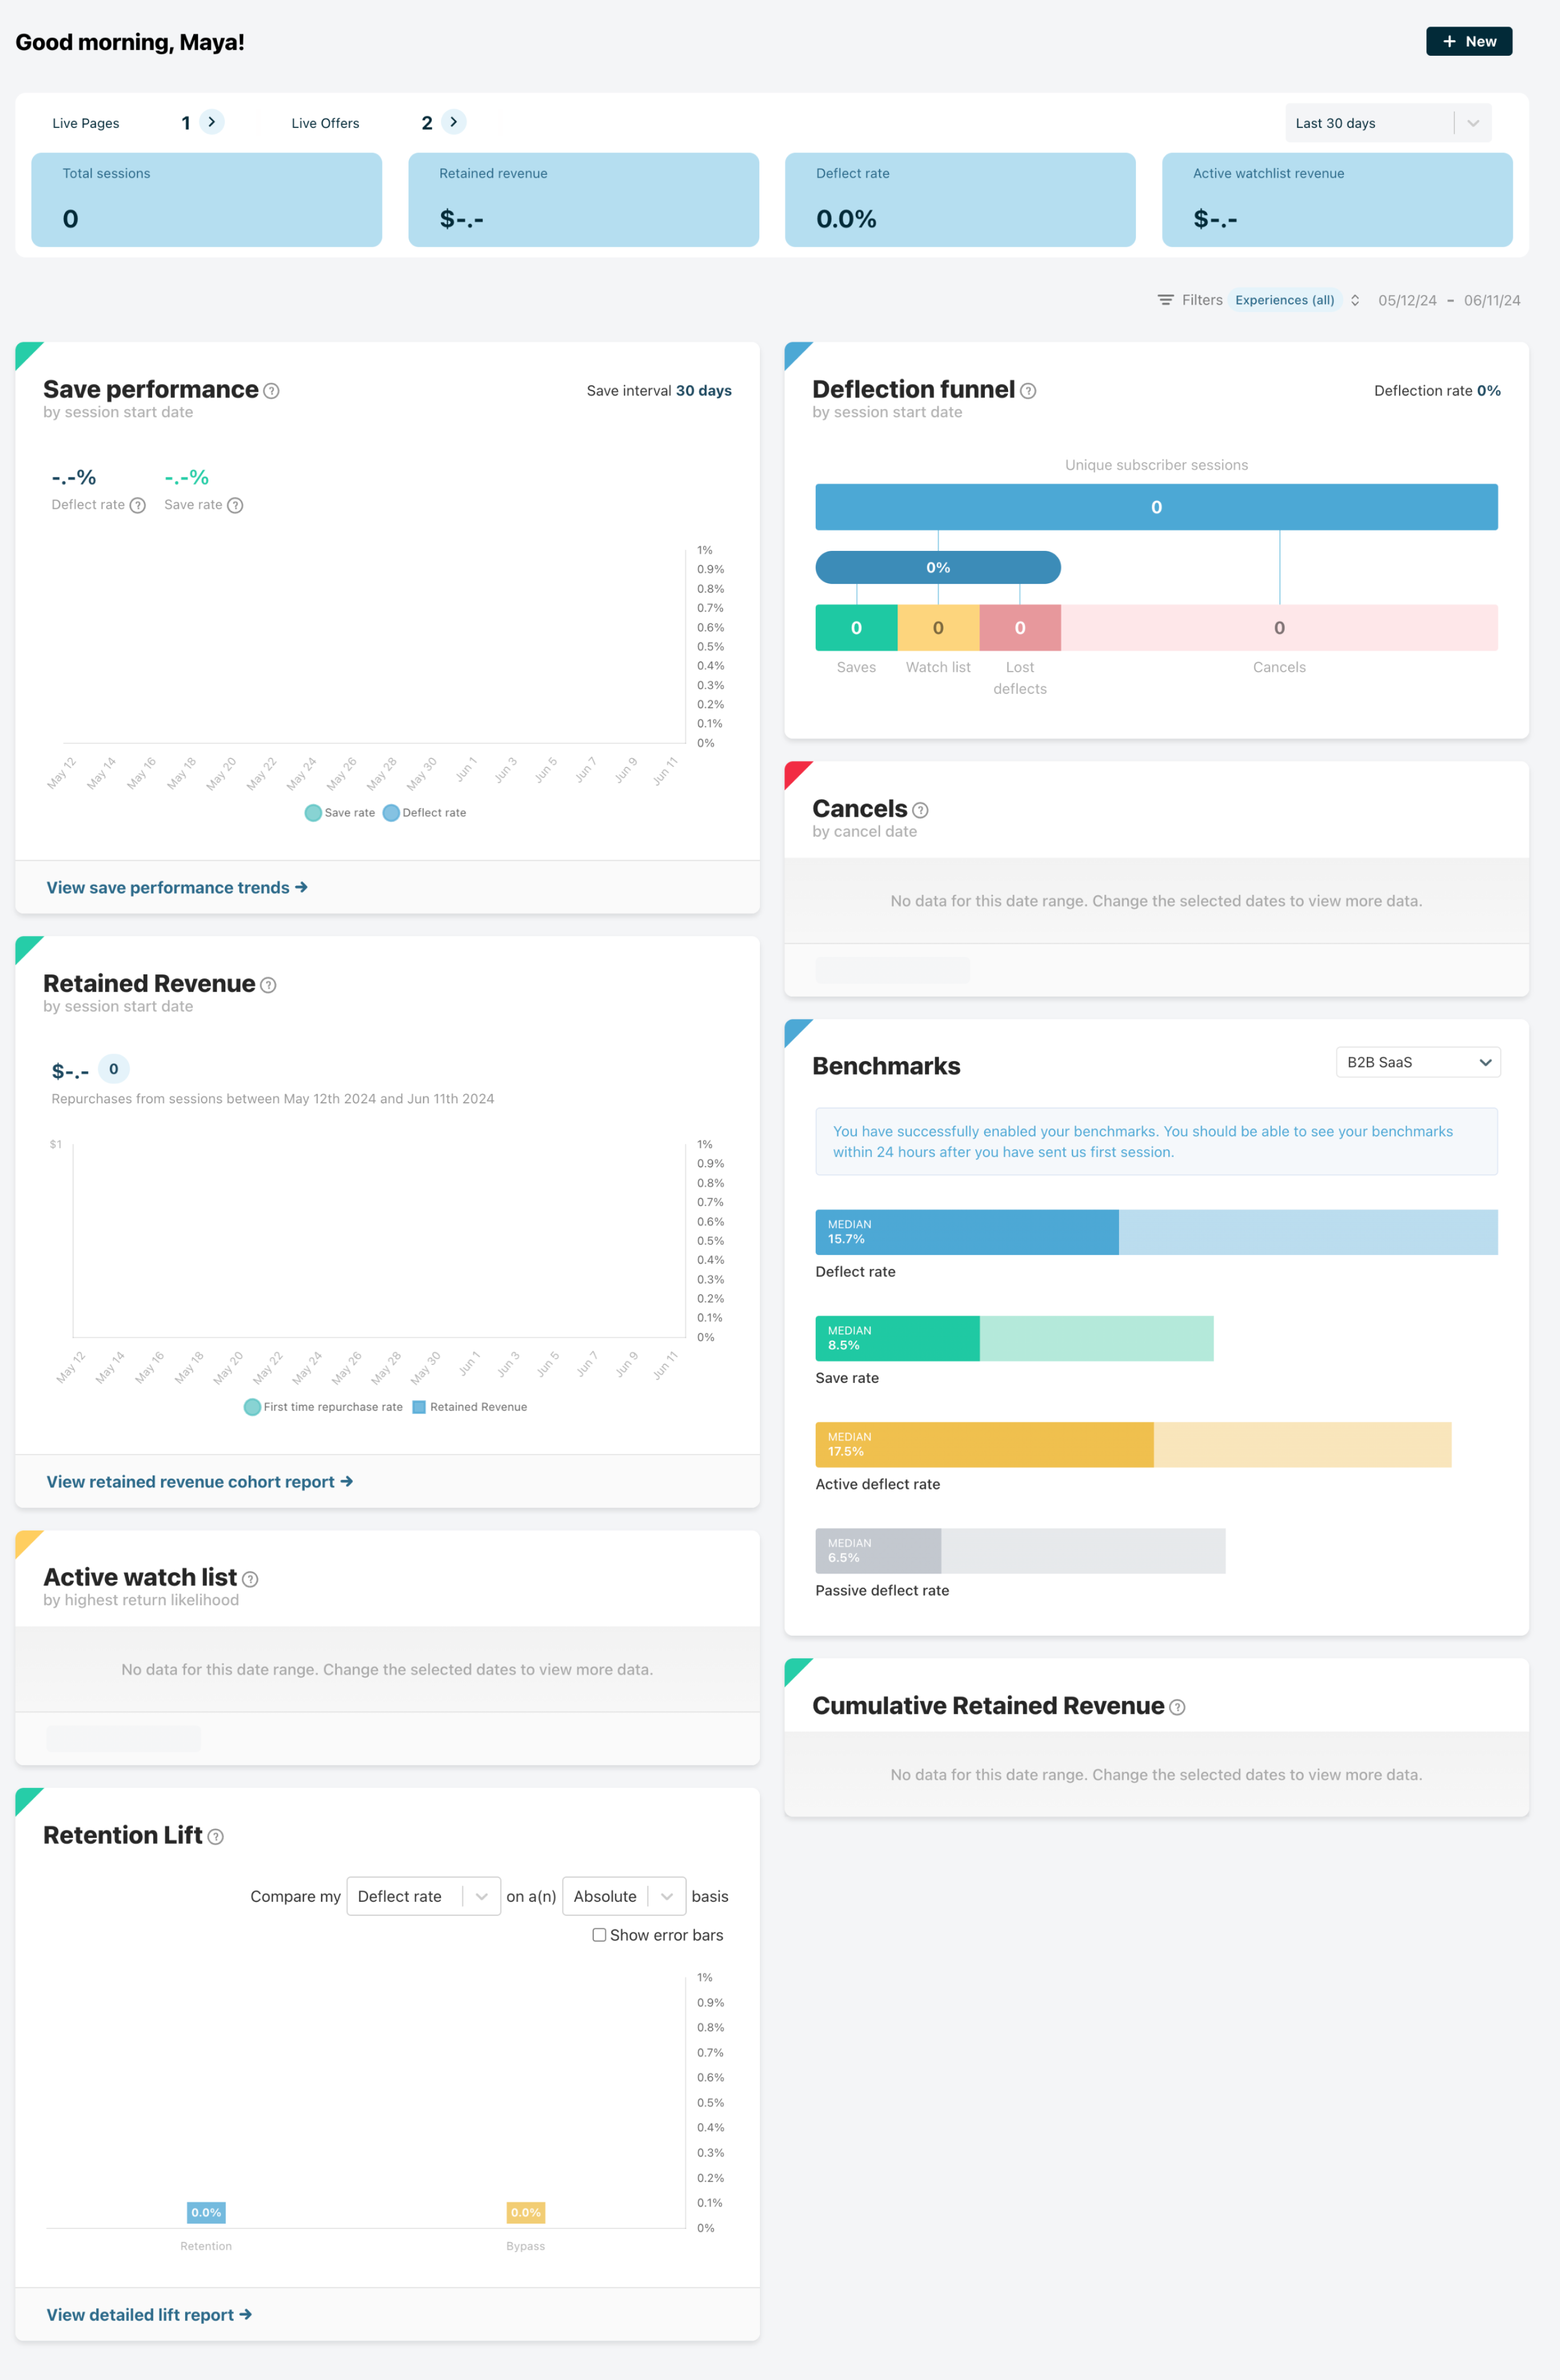 Good morning, Maya!
+ New
Live Pages 1
Live Offers 2
Last 30 days
Total sessions
0
Retained revenue
$-.-
Deflect rate
0.0%
Active watchlist revenue
$-.-
Filters Experiences (all) 05/12/24 - 06/11/24
Save performance ?
by session start date
Save interval 30 days
-.-%
Deflect rate ?
-.-%
Save rate ?
1%
0.9%
0.8%
0.7%
0.6%
0.5%
0.4%
0.3%
0.2%
0.1%
0%
May 12
May 14
May 16
May 18
May 20
May 22
May 24
May 26
May 28
May 30
Jun 1
Jun 3
Jun 5
Jun 7
Jun 9
Jun 11
Save rate
Deflect rate
View save performance trends →
Retained Revenue ?
by session start date
$-.- 0
Repurchases from sessions between May 12th 2024 and Jun 11th 2024
$1
1%
0.9%
0.8%
0.7%
0.6%
0.5%
0.4%
0.3%
0.2%
0.1%
0%
May 12
May 14
May 16
May 18
May 20
May 22
May 24
May 26
May 28
May 30
Jun 1
Jun 3
Jun 5
Jun 7
Jun 9
Jun 11
First time repurchase rate
Retained Revenue
View retained revenue cohort report →
Active watch list ?
by highest return likelihood
No data for this date range. Change the selected dates to view more data.
Retention Lift ?
Compare my Deflect rate on a(n) Absolute basis
Show error bars
1%
0.9%
0.8%
0.7%
0.6%
0.5%
0.4%
0.3%
0.2%
0.1%
0%
0.0%
0.0%
Retention
Bypass
View detailed lift report →
Deflection funnel ?
by session start date
Deflection rate 0%
Unique subscriber sessions
0
0%
0
0
0
0
Saves
Watch list
Lost
deflects
Cancels
Cancels ?
by cancel date
No data for this date range. Change the selected dates to view more data.
Benchmarks
B2B SaaS
You have successfully enabled your benchmarks. You should be able to see your benchmarks
within 24 hours after you have sent us first session.
MEDIAN
15.7%
Deflect rate
MEDIAN
8.5%
Save rate
MEDIAN
17.5%
Active deflect rate
MEDIAN
6.5%
Passive deflect rate
Cumulative Retained Revenue ?
No data for this date range. Change the selected dates to view more data.